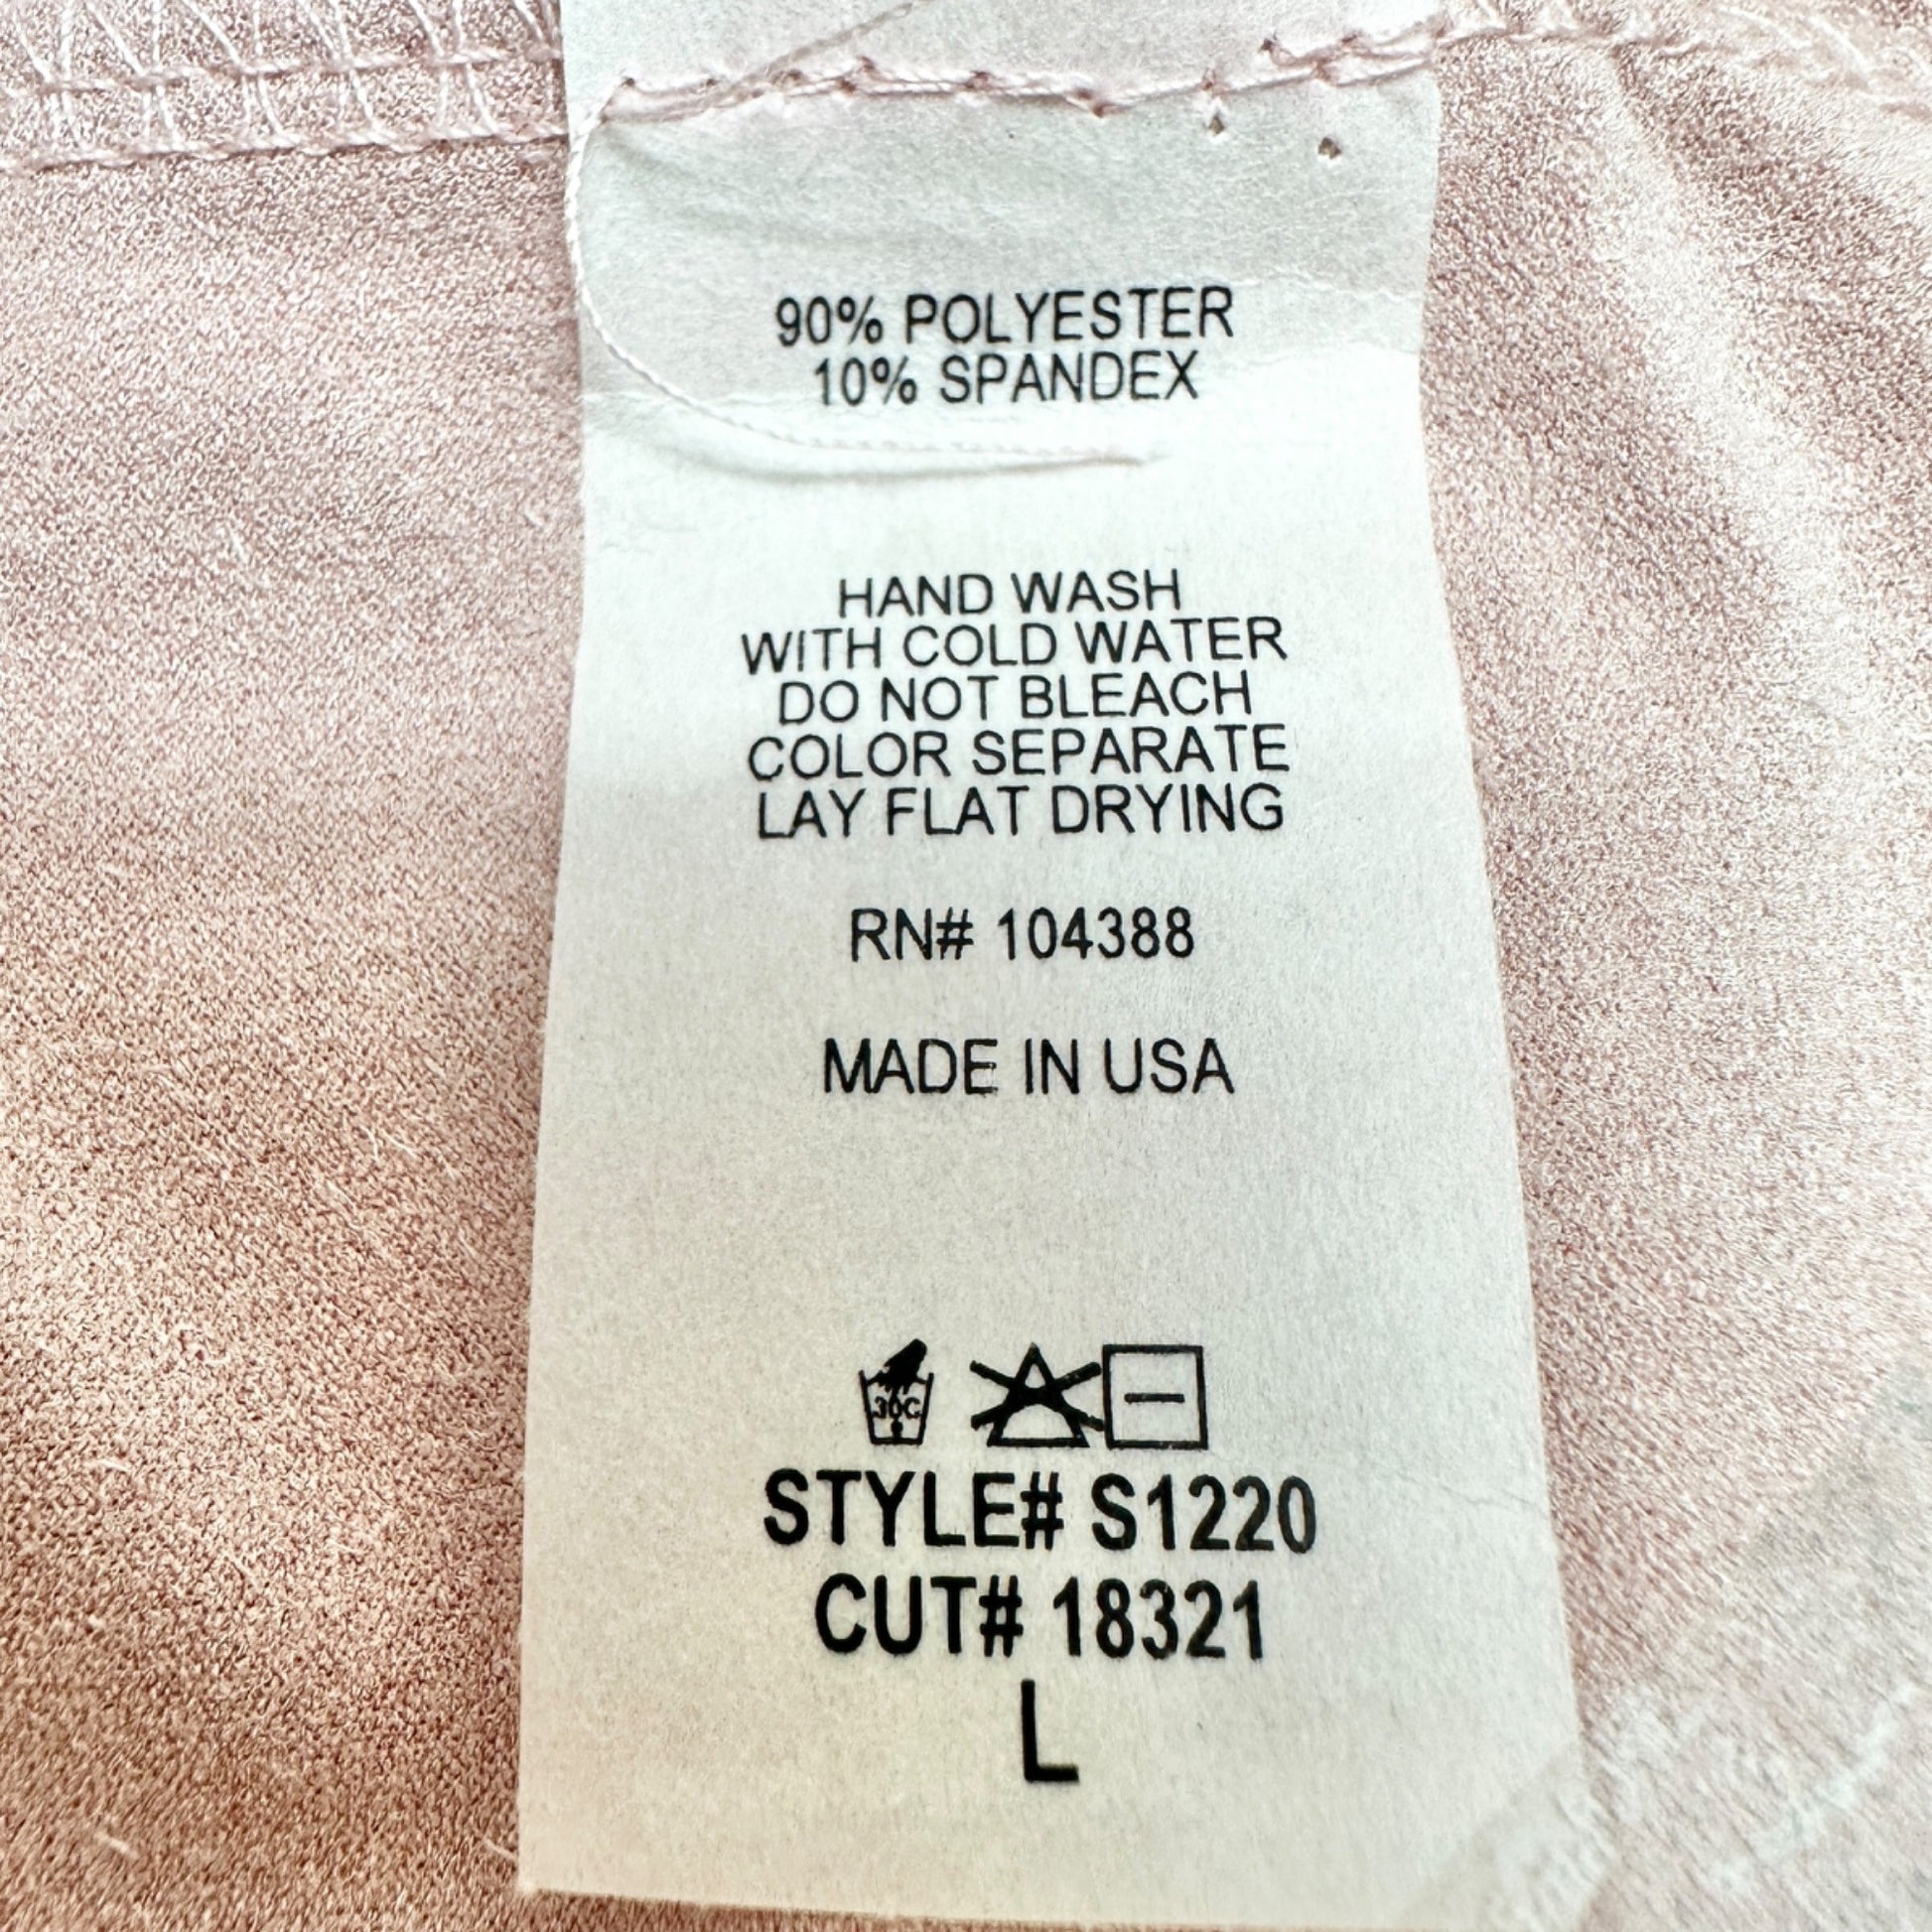 90% POLYESTER
10% SPANDEX
HAND WASH
WITH COLD WATER
DO NOT BLEACH
COLOR SEPARATE
LAY FLAT DRYING
RN# 104388
MADE IN USA
30C
STYLE# S1220
CUT# 18321
L